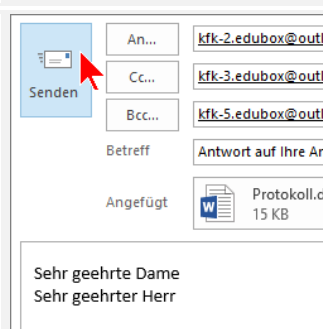 An...
kfk-2.edubox@outl
Cc...
kfk-3.edubox@outl
Senden
Bcc...
kfk-5.edubox@outl
Betreff
Antwort auf Ihre An
Angefügt
Protokoll.d
15 KB
Sehr geehrte Dame
Sehr geehrter Herr